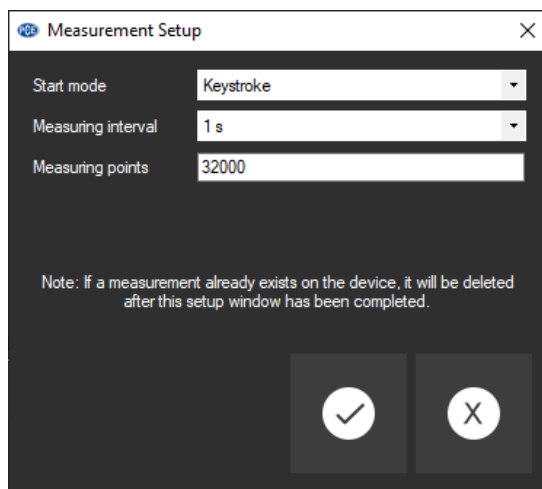 PCE Measurement Setup
Start mode Keystroke
Measuring interval 1 s
Measuring points 32000
Note: If a measurement already exists on the device, it will be deleted
after this setup window has been completed.
X